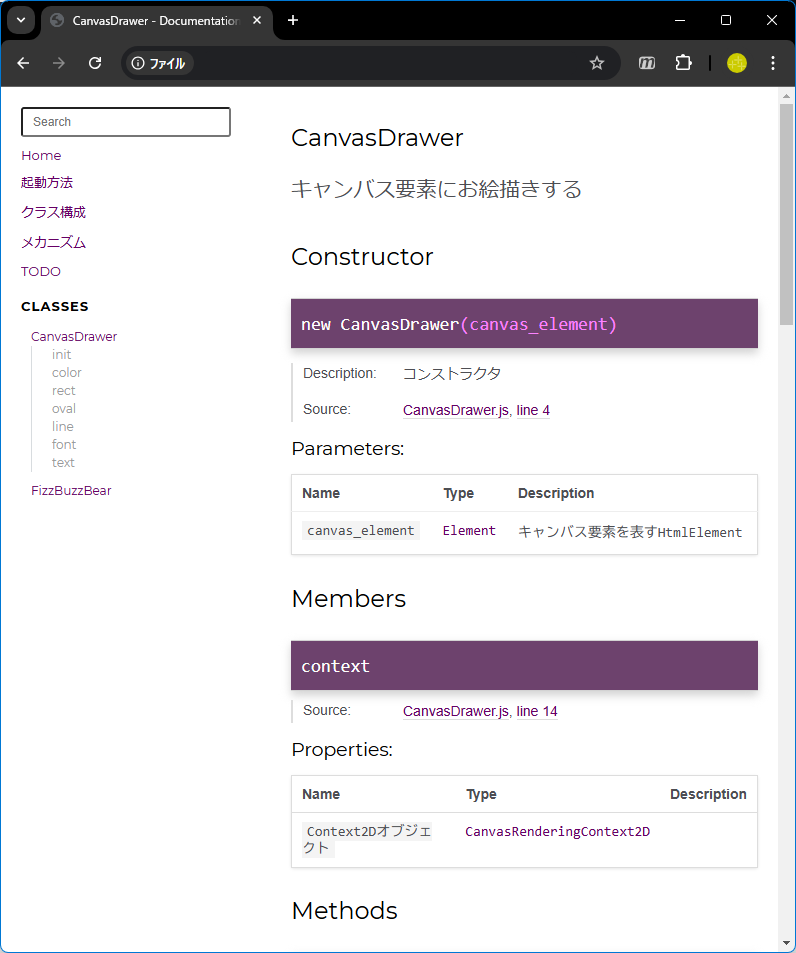 CanvasDrawer - Documentation
ファイル
Search
Home
起動方法
クラス構成
メカニズム
TODO
CLASSES
CanvasDrawer
init
color
rect
oval
line
font
text
FizzBuzzBear
CanvasDrawer
キャンバス要素にお絵描きする
Constructor
new CanvasDrawer(canvas_element)
Description: コンストラクタ
Source: CanvasDrawer.js, line 4
Parameters:
Name Type Description
canvas_element Element キャンバス要素を表すHtmlElement
Members
context
Source: CanvasDrawer.js, line 14
Properties:
Name Type Description
Context2Dオブジェ CanvasRenderingContext2D
クト
Methods